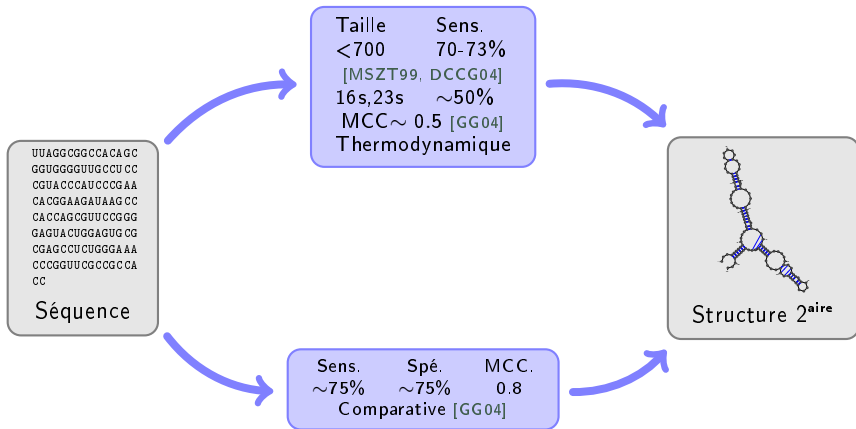 Taille Sens.
<700 70-73%
[MSZT99, DCCG04]
16s,23s ~50%
MCC~ 0.5 [GG04]
Thermodynamique
UUAGGCGGCCACAGC
GGUGGGGUUGCCUCC
CGUACCCAUCCCGAA
CACGGAAGAUAAGCC
CACCAGCGUUCCGGG
GAGUACUGGAGUGCG
CGAGCCUCUGGGAAA
CCCGGUUCGCCGCCA
CC
Séquence
Structure 2aire
Sens. Spé. MCC.
~75% ~75% 0.8
Comparative [GG04]